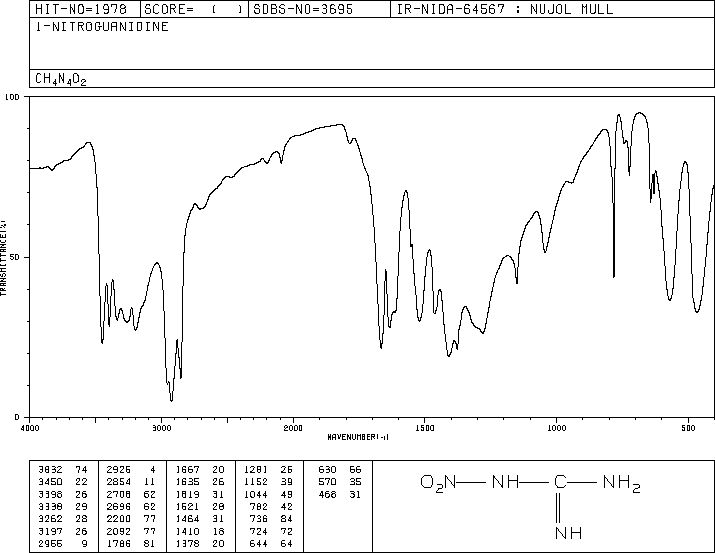 HIT-NO=1978 SCORE= ( ) SDBS-NO=3695 IR-NIDA-64567 : NUJOL MULL
1-NITROGUANIDINE
CH4N4O2
100
50
0
TRANSMITTANCE(%)
4000 3000 2000 1500 1000 500
WAVENUMBER(-1)
3832 74 2925 4 1667 20 1281 25 630 66
3450 22 2854 11 1635 26 1152 39 570 35
3398 26 2708 62 1619 31 1044 49 466 31
3338 29 2696 62 1521 28 782 42
3262 28 2200 77 1464 31 736 84
3197 26 2092 77 1410 18 724 72
2955 9 1786 81 1378 20 644 64
O2N NH C NH2
NH